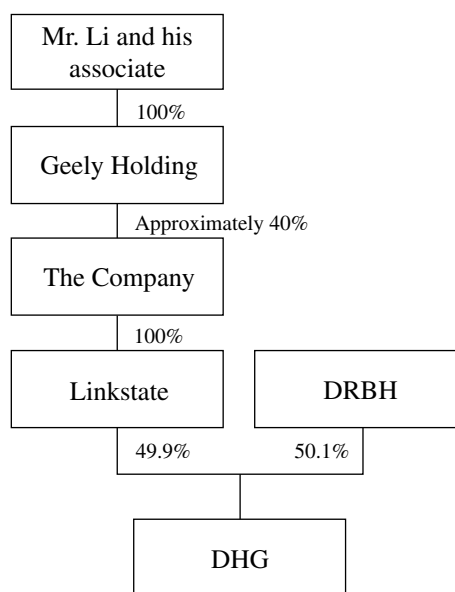 Mr. Li and his
associate
100%
Geely Holding
Approximately 40%
The Company
100%
Linkstate
DRBH
49.9%
50.1%
DHG